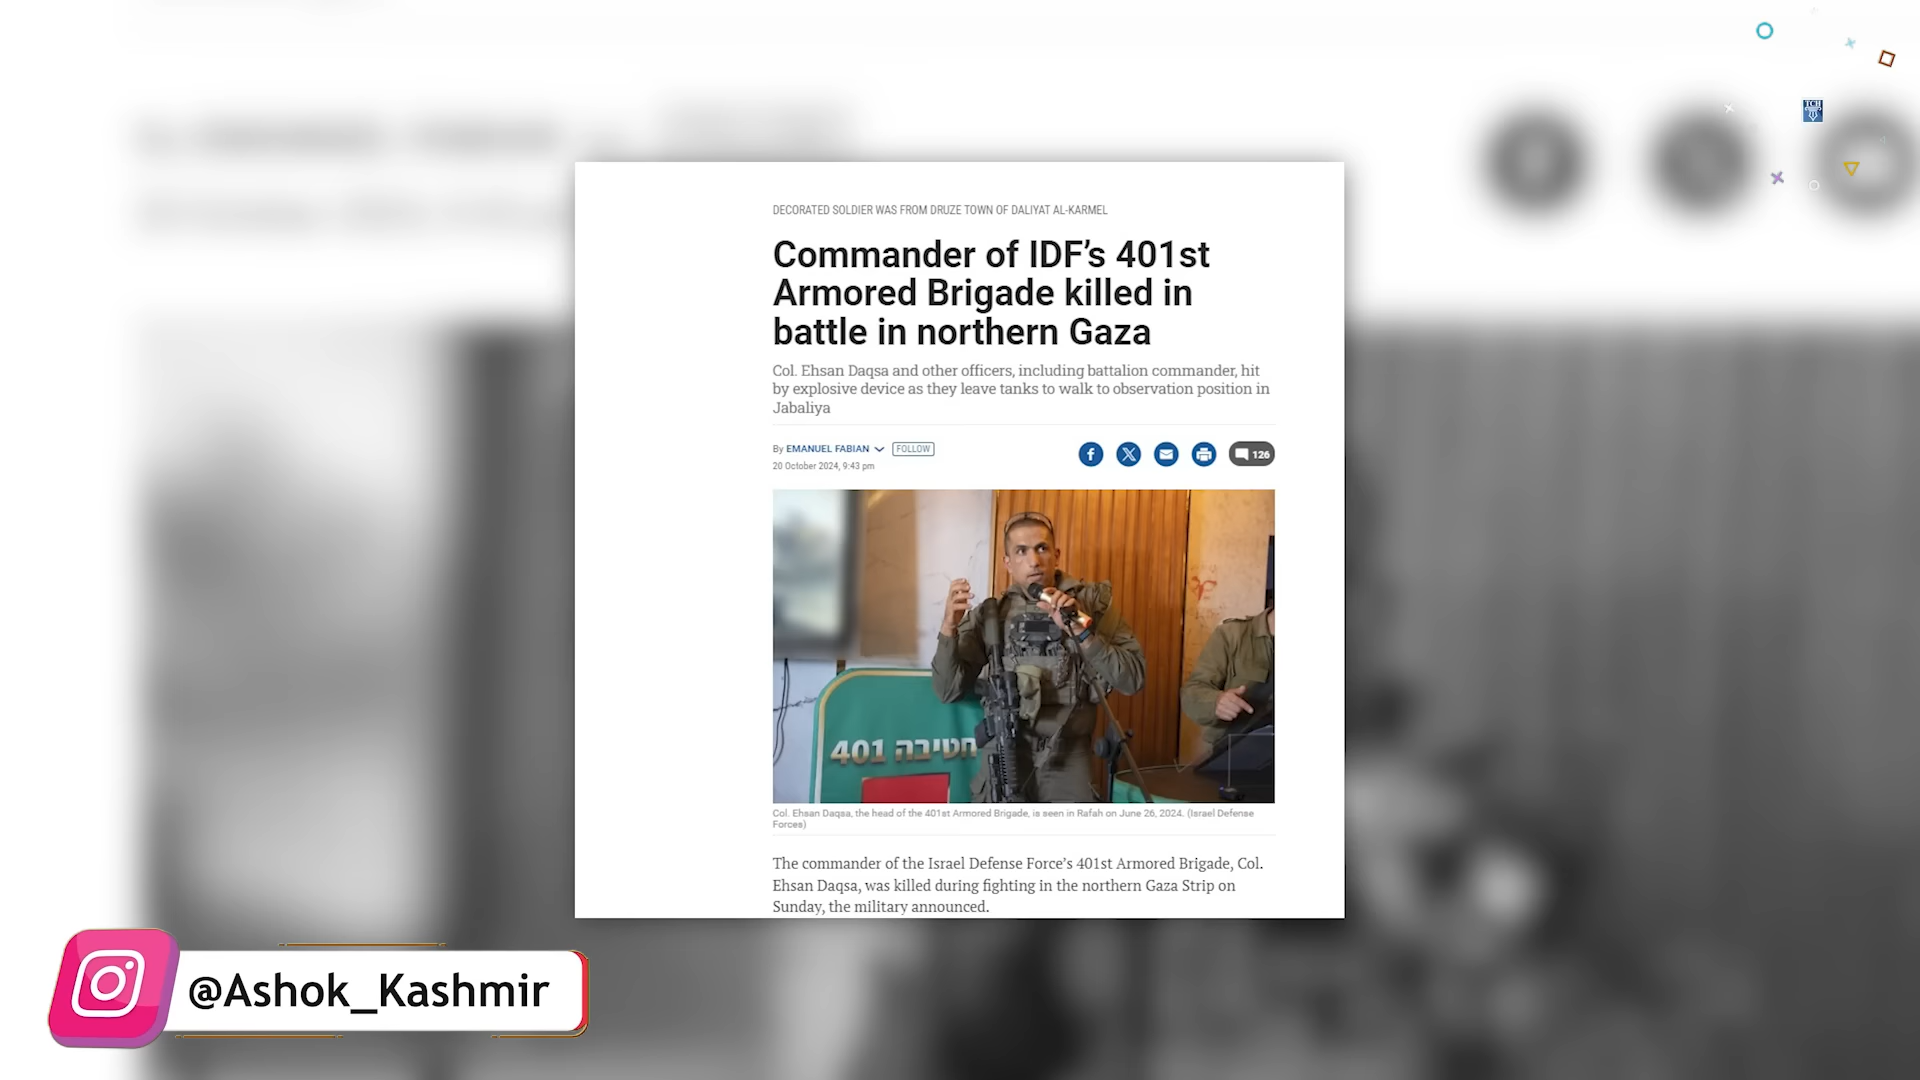 DECORATED SOLDIER WAS FROM DRUZE TOWN OF DALIYAT AL-KARMEL
Commander of IDF's 401st
Armored Brigade killed in
battle in northern Gaza
Col. Ehsan Daqsa and other officers, including battalion commander, hit
by explosive device as they leave tanks to walk to observation position in
Jabaliya
By EMANUEL FABIAN FOLLOW
20 October 2024, 9:43 pm
126
חטיבה 401
Col. Ehsan Daqsa, the head of the 401st Armored Brigade, is seen in Rafah on June 26, 2024. (Israel Defense
Forces)
The commander of the Israel Defense Force's 401st Armored Brigade, Col.
Ehsan Daqsa, was killed during fighting in the northern Gaza Strip on
Sunday, the military announced.
@Ashok_Kashmir
TCH